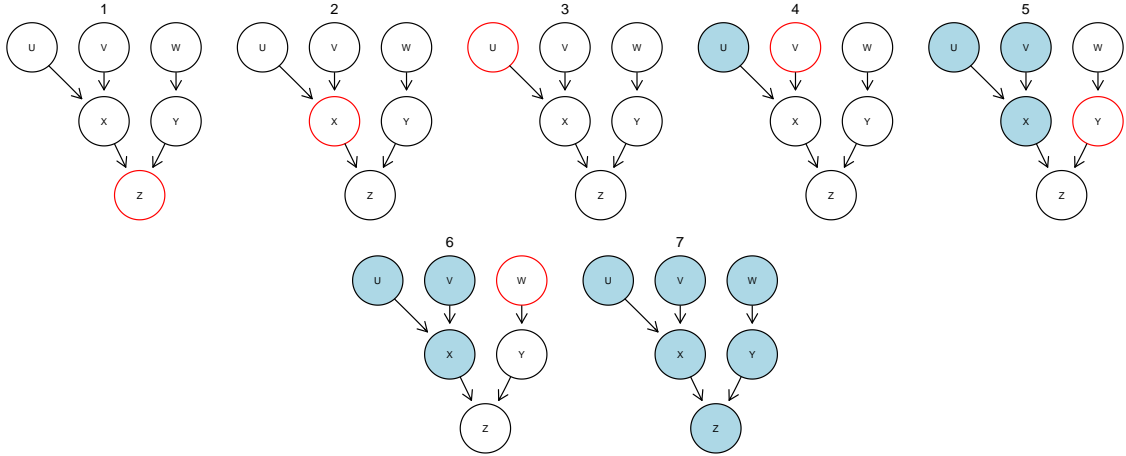 1 2 3 4 5
U V W U V W U V W U V W U V W
X Y X Y X Y X Y X Y
Z Z Z Z Z
6 7
U V W U V W
X Y X Y
Z Z